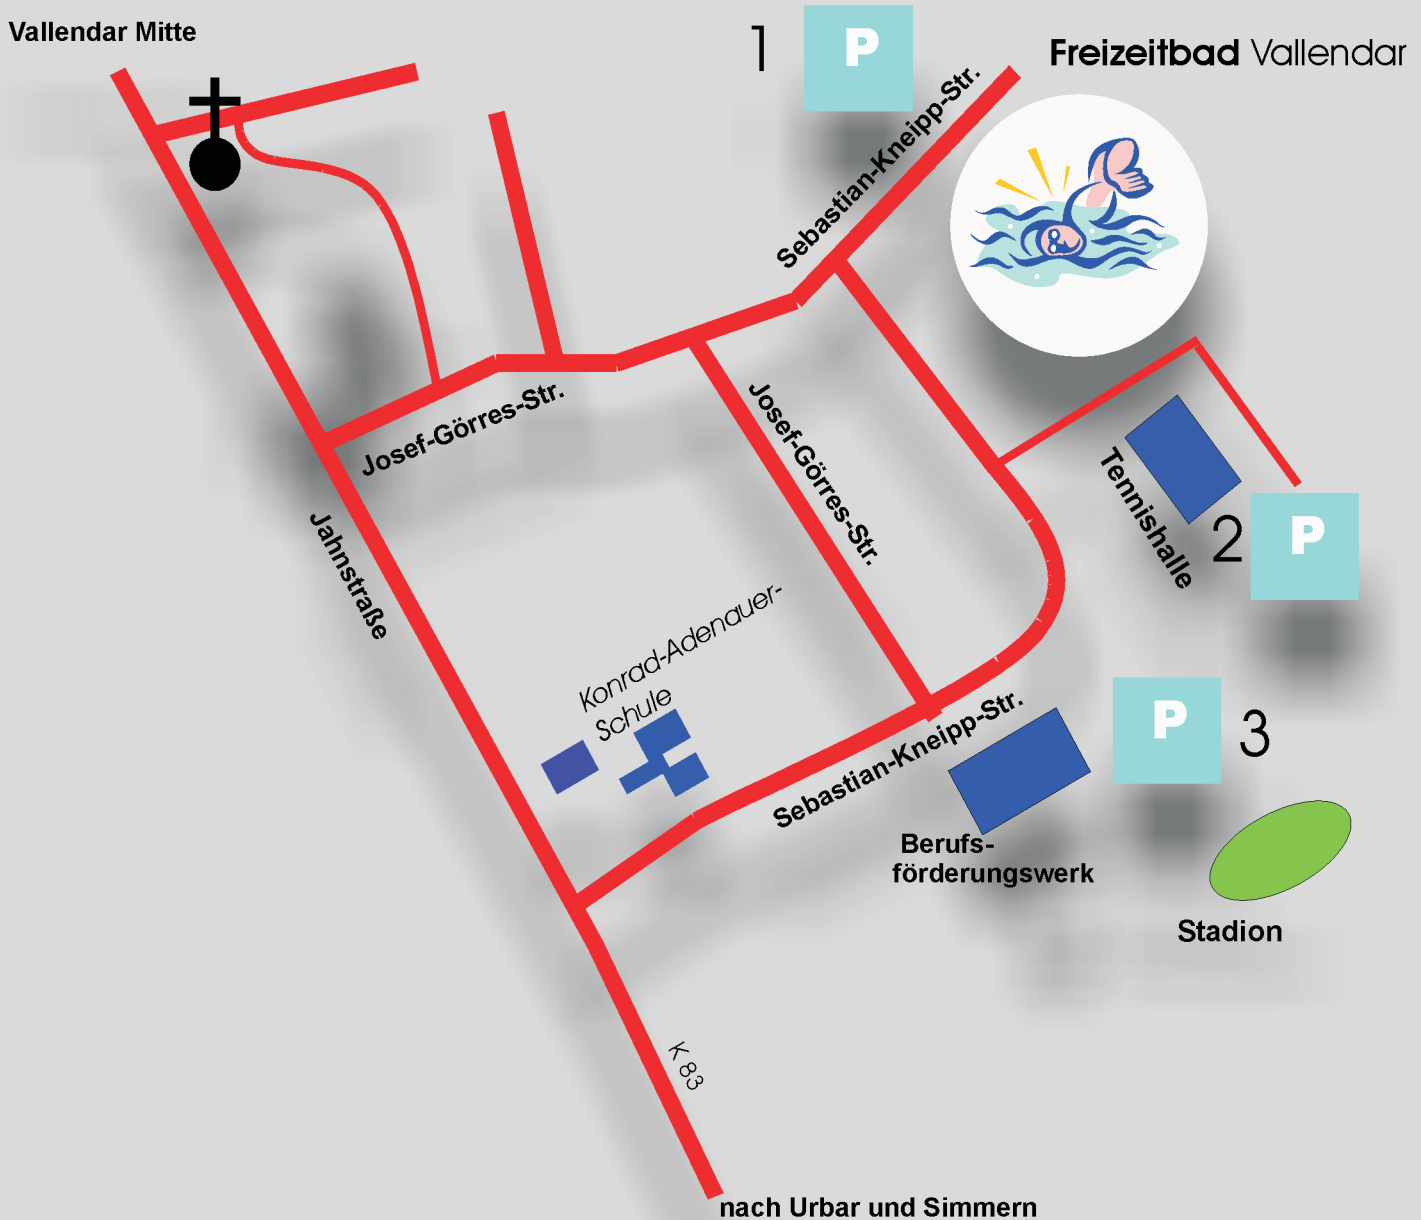 Vallendar Mitte
1
P
Freizeitbad Vallendar
Sebastian-Kneipp-Str.
Josef-Görres-Str.
Josef-Görres-Str.
Tennishalle
2
P
Jahnstraße
Konrad-Adenauer-
Schule
P
3
Sebastian-Kneipp-Str.
Berufs-
förderungswerk
Stadion
K 83
nach Urbar und Simmern